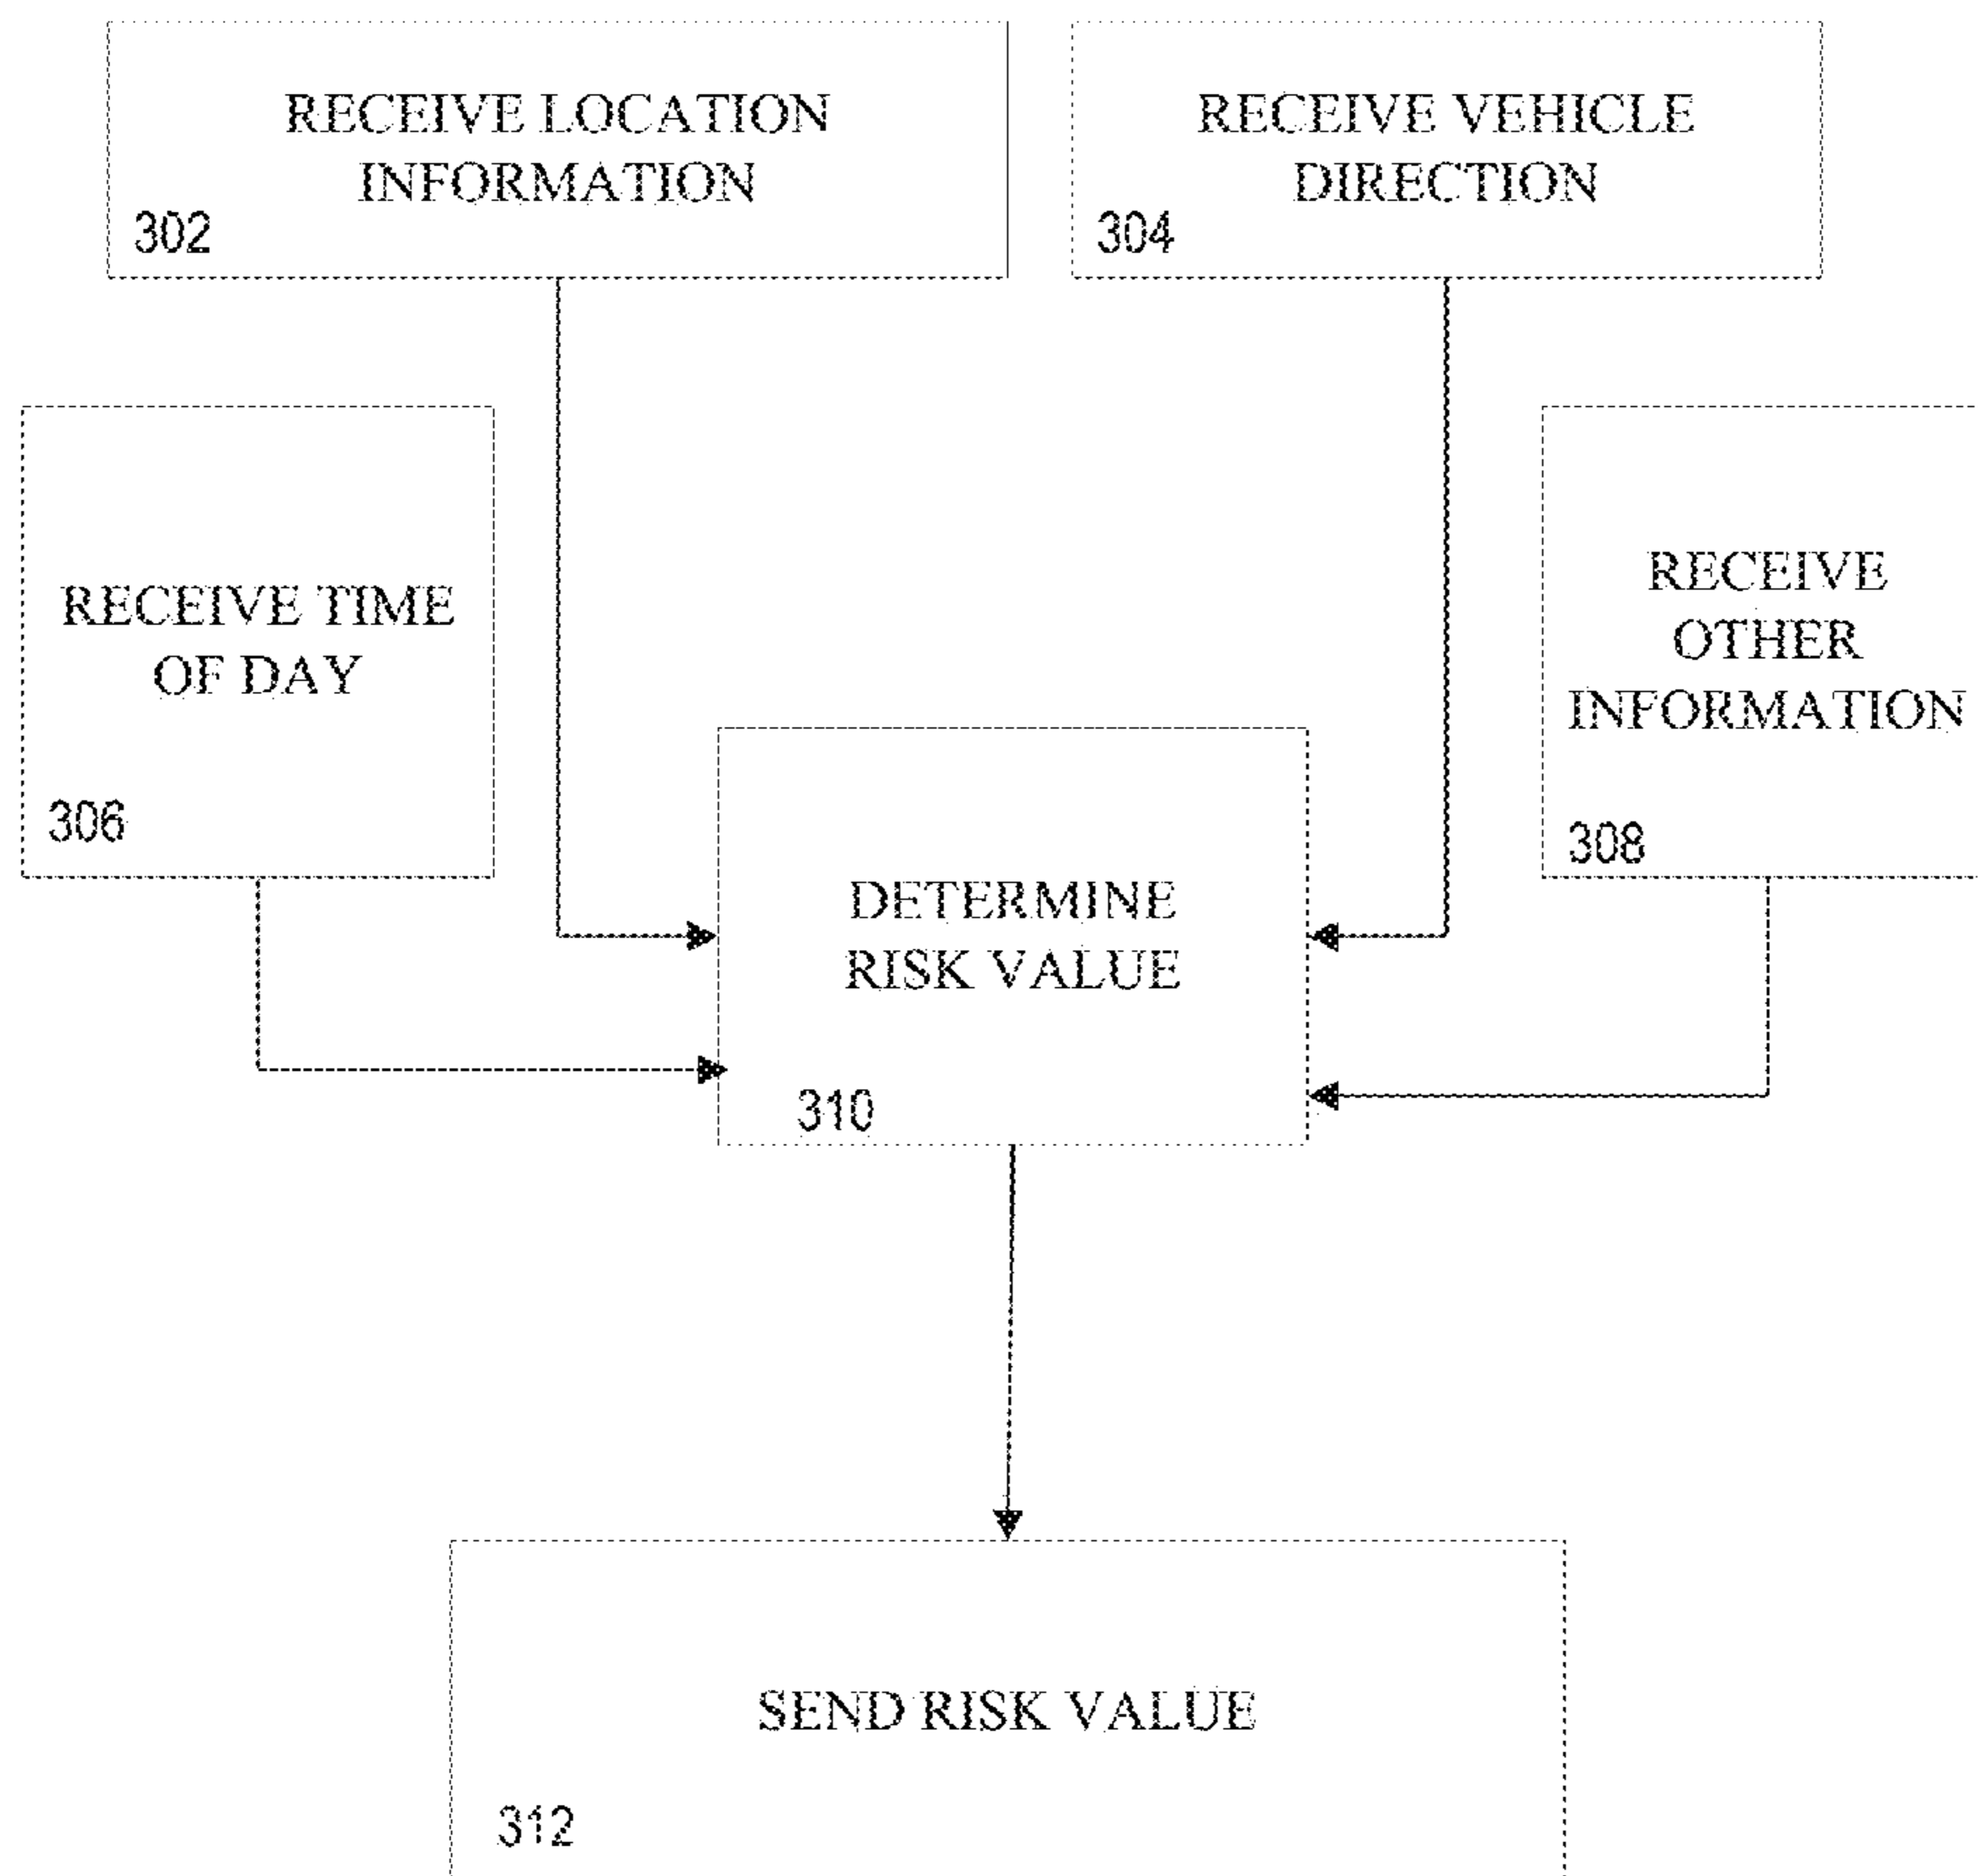 RECEIVE LOCATION
INFORMATION
302
RECEIVE VEHICLE
DIRECTION
304
RECEIVE TIME
OF DAY
306
RECEIVE
OTHER
INFORMATION
308
DETERMINE
RISK VALUE
310
SEND RISK VALUE
312